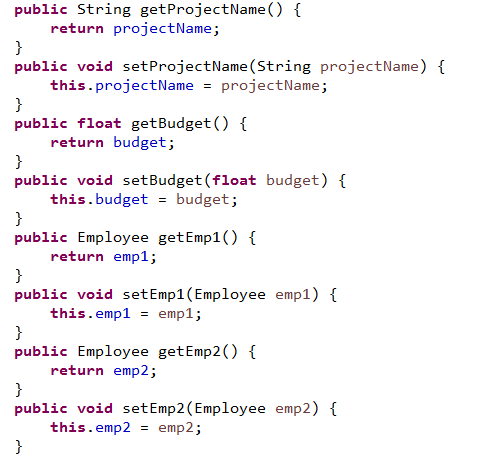 public String getProjectName() {
    return projectName;
}
public void setProjectName(String projectName) {
    this.projectName = projectName;
}
public float getBudget() {
    return budget;
}
public void setBudget(float budget) {
    this.budget = budget;
}
public Employee getEmp1() {
    return emp1;
}
public void setEmp1(Employee emp1) {
    this.emp1 = emp1;
}
public Employee getEmp2() {
    return emp2;
}
public void setEmp2(Employee emp2) {
    this.emp2 = emp2;
}